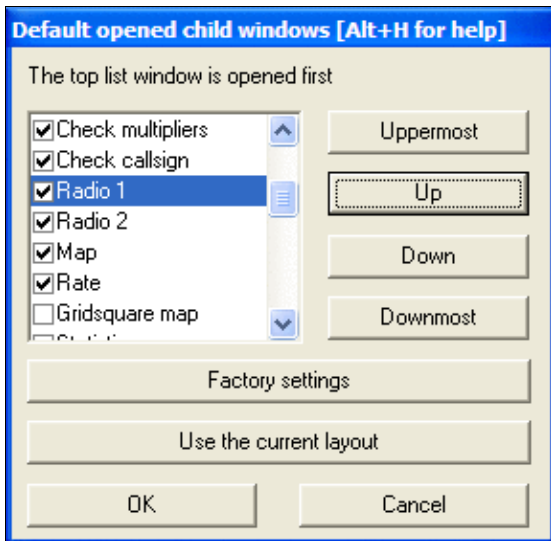 Default opened child windows [Alt+H for help]
The top list window is opened first
Check multipliers
Check callsign
Radio 1
Radio 2
Map
Rate
Gridsquare map
Uppermost
Up
Down
Downmost
Factory settings
Use the current layout
OK
Cancel